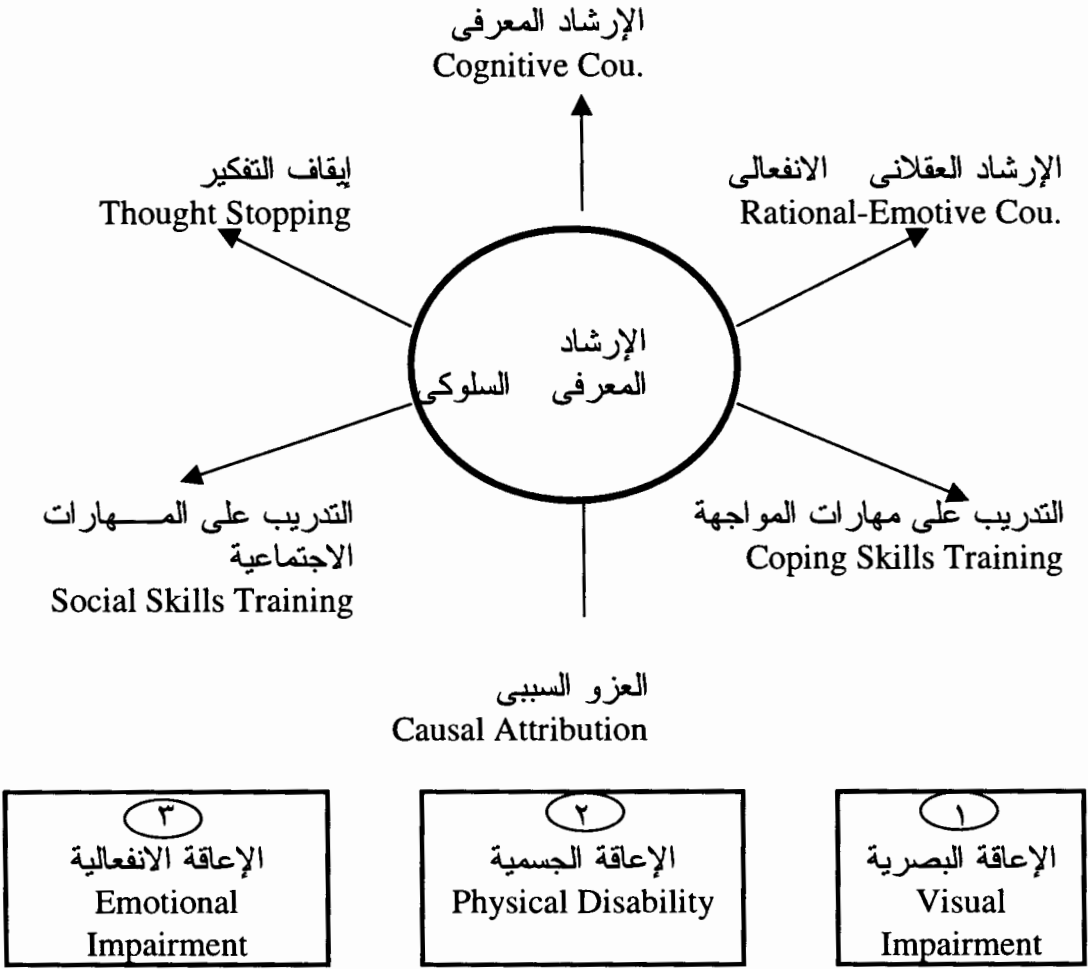 الإرشاد المعرفى
Cognitive Cou.
الإرشاد العقلانى الانفعالى
Rational-Emotive Cou.
إيقاف التفكير
Thought Stopping
الإرشاد
المعرفى السلوكى
التدريب على مهارات المواجهة
Coping Skills Training
التدريب على المـــهارات
الاجتماعية
Social Skills Training
العزو السببى
Causal Attribution
١
الإعاقة البصرية
Visual
Impairment
٢
الإعاقة الجسمية
Physical Disability
٣
الإعاقة الانفعالية
Emotional
Impairment